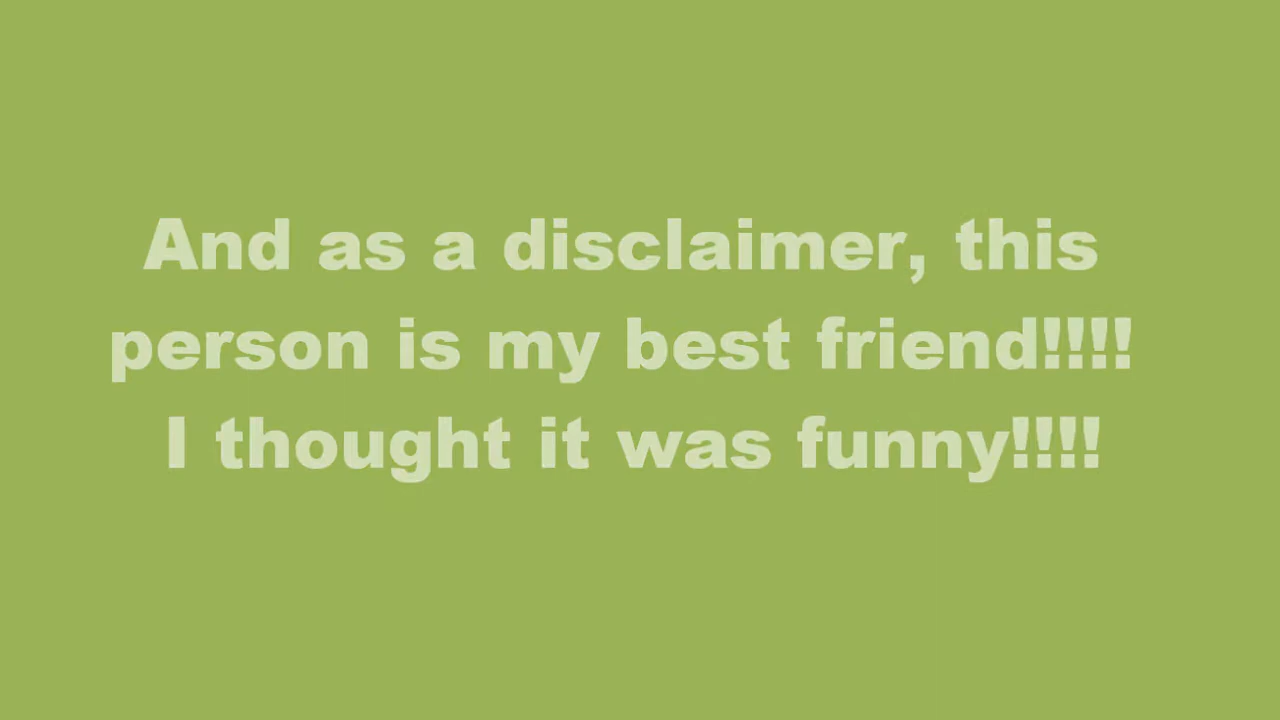 And as a disclaimer, this
person is my best friend!!!!
I thought it was funny!!!!